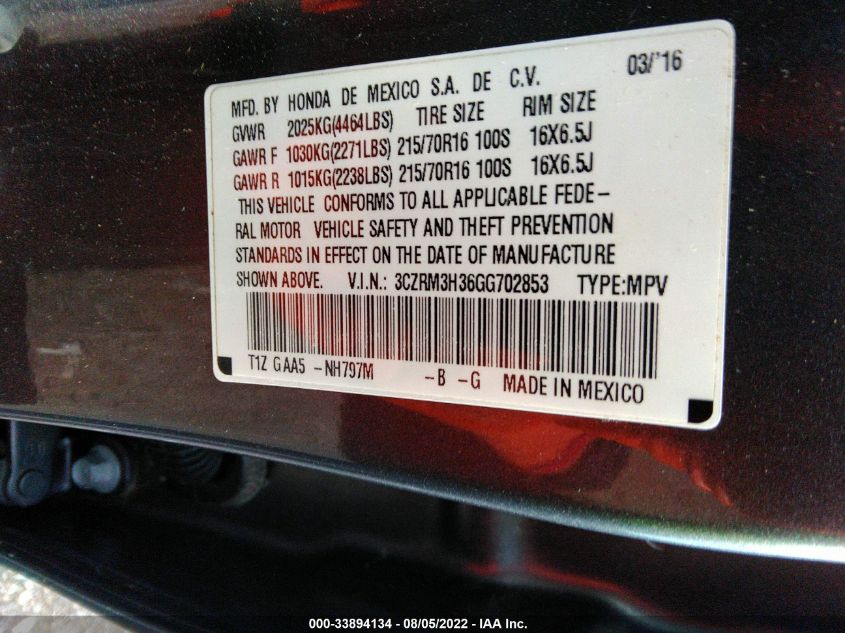 03/'16
MFD. BY HONDA DE MEXICO S.A. DE C.V.
GVWR 2025KG(4464LBS) TIRE SIZE RIM SIZE
GAWR F 1030KG(2271LBS) 215/70R16 100S 16X6.5J
GAWR R 1015KG(2238LBS) 215/70R16 100S 16X6.5J
THIS VEHICLE CONFORMS TO ALL APPLICABLE FEDE-
RAL MOTOR VEHICLE SAFETY AND THEFT PREVENTION
STANDARDS IN EFFECT ON THE DATE OF MANUFACTURE
SHOWN ABOVE. V.I.N.: 3CZRM3H36GG702853 TYPE:MPV
T1Z GAA5 -NH797M -B -G MADE IN MEXICO
000-33894134 - 08/05/2022 - IAA Inc.